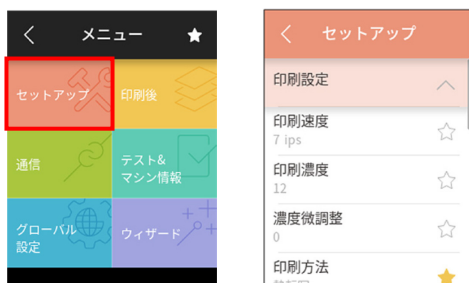 メニュー
セットアップ
印刷後
通信
テスト&
マシン情報
グローバル
設定
ウィザード
セットアップ
印刷設定
印刷速度
7 ips
印刷濃度
12
濃度微調整
0
印刷方法